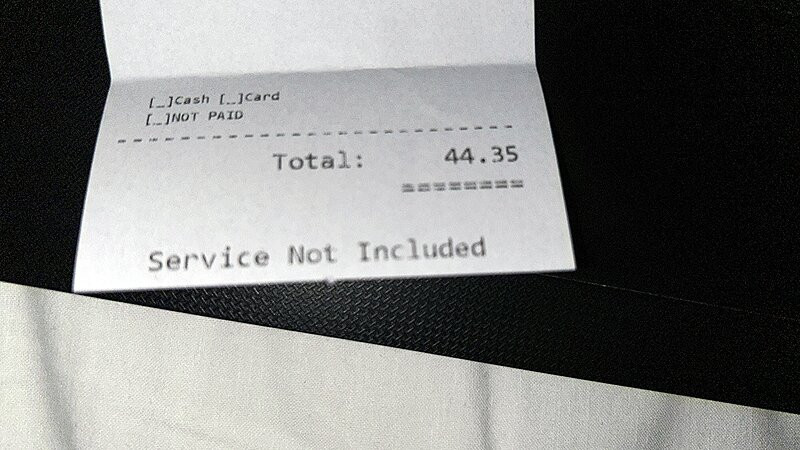 [_]Cash [_]Card
[_]NOT PAID
--------------------------------
Total: 44.35
========
Service Not Included